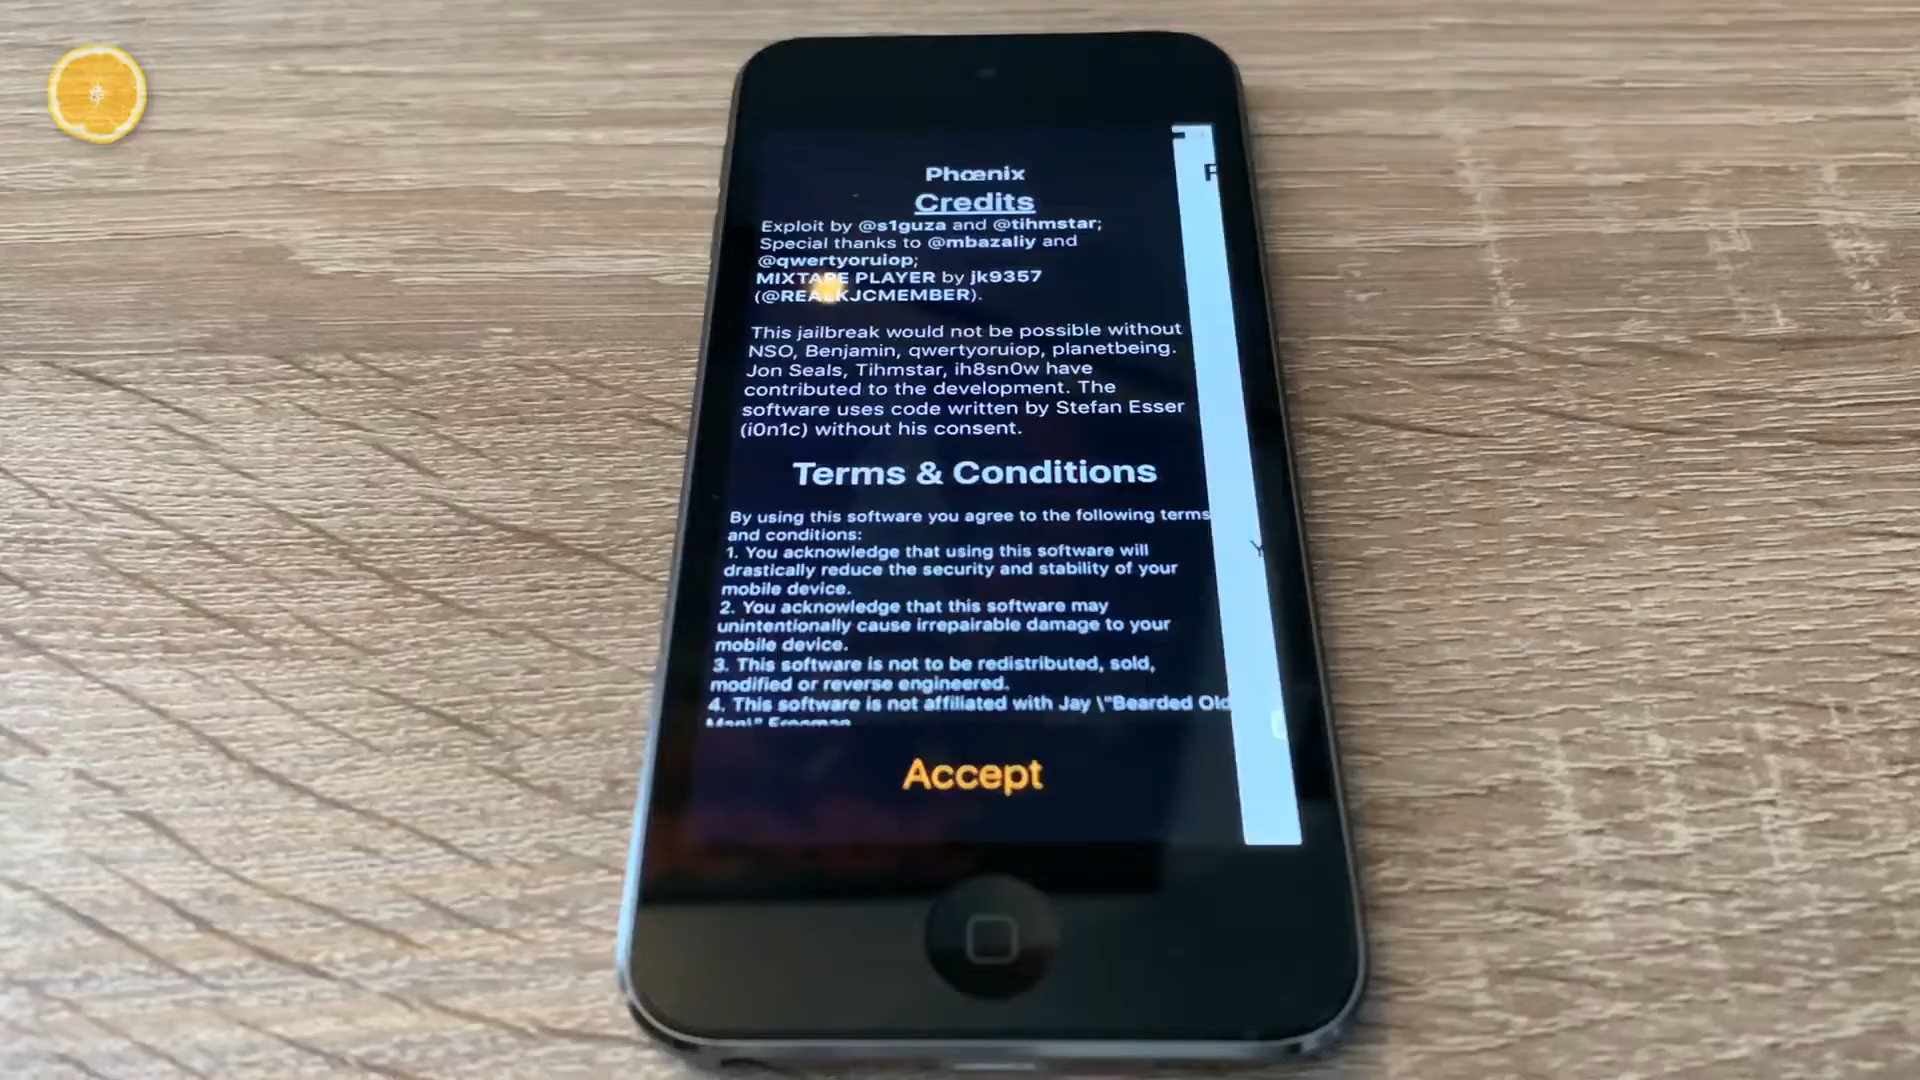 Phœnix
Credits
Exploit by @s1guza and @tihmstar;
Special thanks to @mbazaliy and
@qwertyoruiop;
MIXTAPE PLAYER by jk9357
(@REALKJCMEMBER).
This jailbreak would not be possible without
NSO, Benjamin, qwertyoruiop, planetbeing.
Jon Seals, Tihmstar, ih8sn0w have
contributed to the development. The
software uses code written by Stefan Esser
(i0n1c) without his consent.
Terms & Conditions
By using this software you agree to the following terms
and conditions:
1. You acknowledge that using this software will
drastically reduce the security and stability of your
mobile device.
2. You acknowledge that this software may
unintentionally cause irrepairable damage to your
mobile device.
3. This software is not to be redistributed, sold,
modified or reverse engineered.
4. This software is not affiliated with Jay \"Bearded Old
Man\" Freeman
Accept